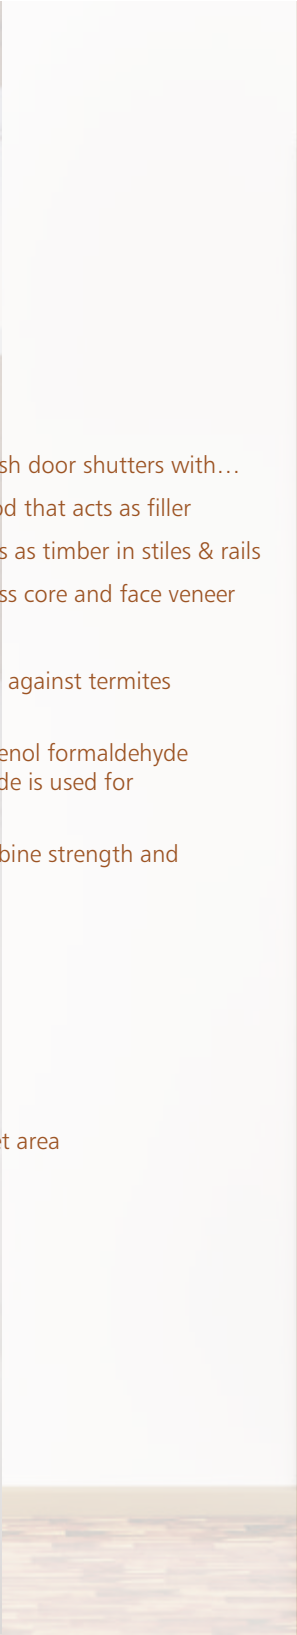 sh door shutters with…
od that acts as filler
s as timber in stiles & rails
ss core and face veneer
against termites
enol formaldehyde
de is used for
bine strength and
et area